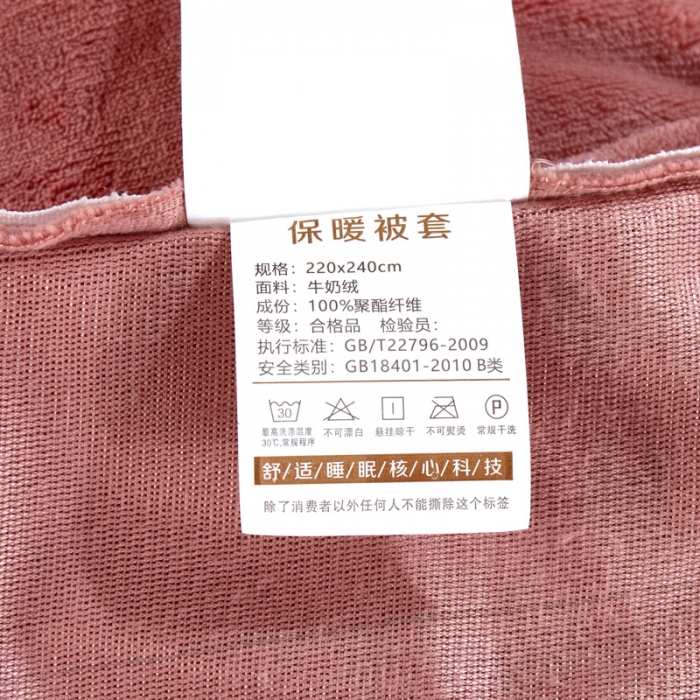 保暖被套
规格：220x240cm
面料：牛奶绒
成份：100%聚酯纤维
等级：合格品 检验员：
执行标准：GB/T22796-2009
安全类别：GB18401-2010 B类
30 P
最高洗涤温度 不可漂白 悬挂晾干 不可熨烫 常规干洗
30℃,常规程序
舒/适/睡/眠/核/心/科/技
除了消费者以外任何人不能撕除这个标签